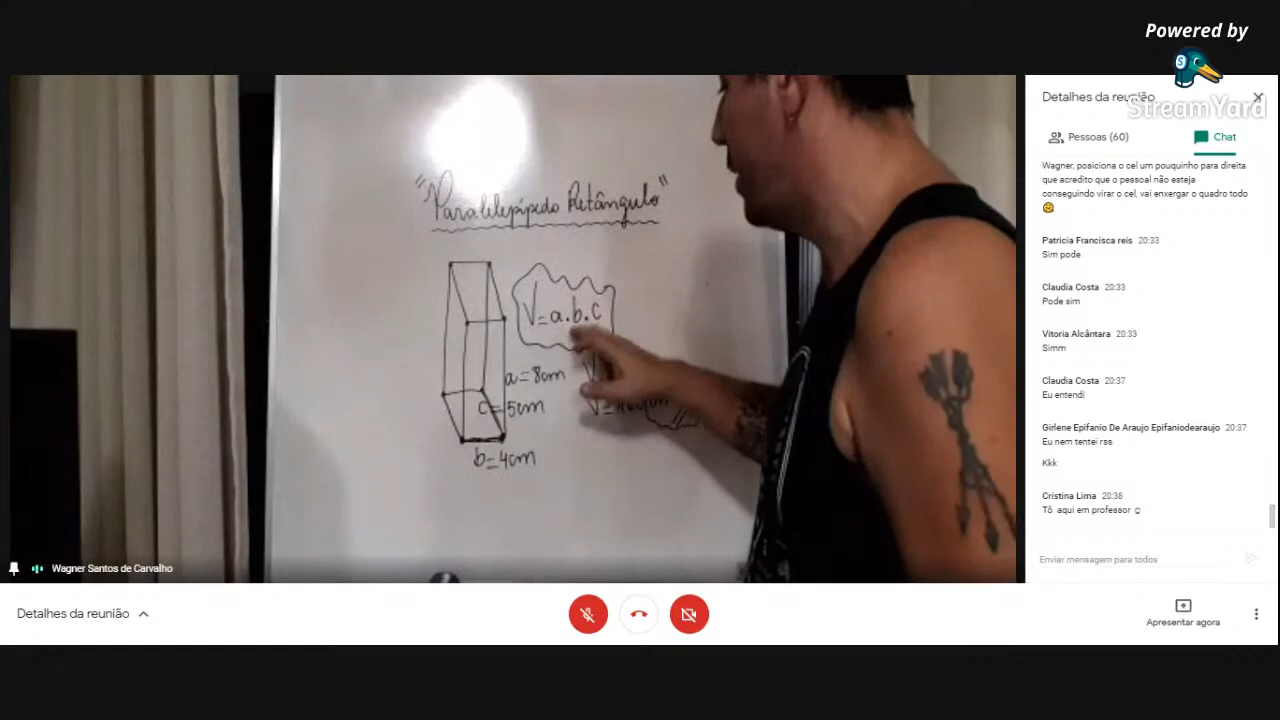 Powered by
StreamYard
Detalhes da reunião
Pessoas (60)
Chat
Wagner, posiciona o cel um pouquinho para direita
que acredito que o pessoal não esteja
conseguindo virar o cel, vai enxergar o quadro todo
Patricia Francisca reis 20:33
Sim pode
Claudia Costa 20:33
Pode sim
Vitoria Alcântara 20:33
Simm
Claudia Costa 20:37
Eu entendi
Girlene Epifanio De Araujo Epifaniodearaujo 20:37
Eu nem tentei rss
Kkk
Cristina Lima 20:38
Tô aqui em professor
Enviar mensagem para todos
"Paralelepípedo Retângulo"
V=a.b.c
a=8cm
c=5cm
b=4cm
Wagner Santos de Carvalho
Detalhes da reunião
Apresentar agora